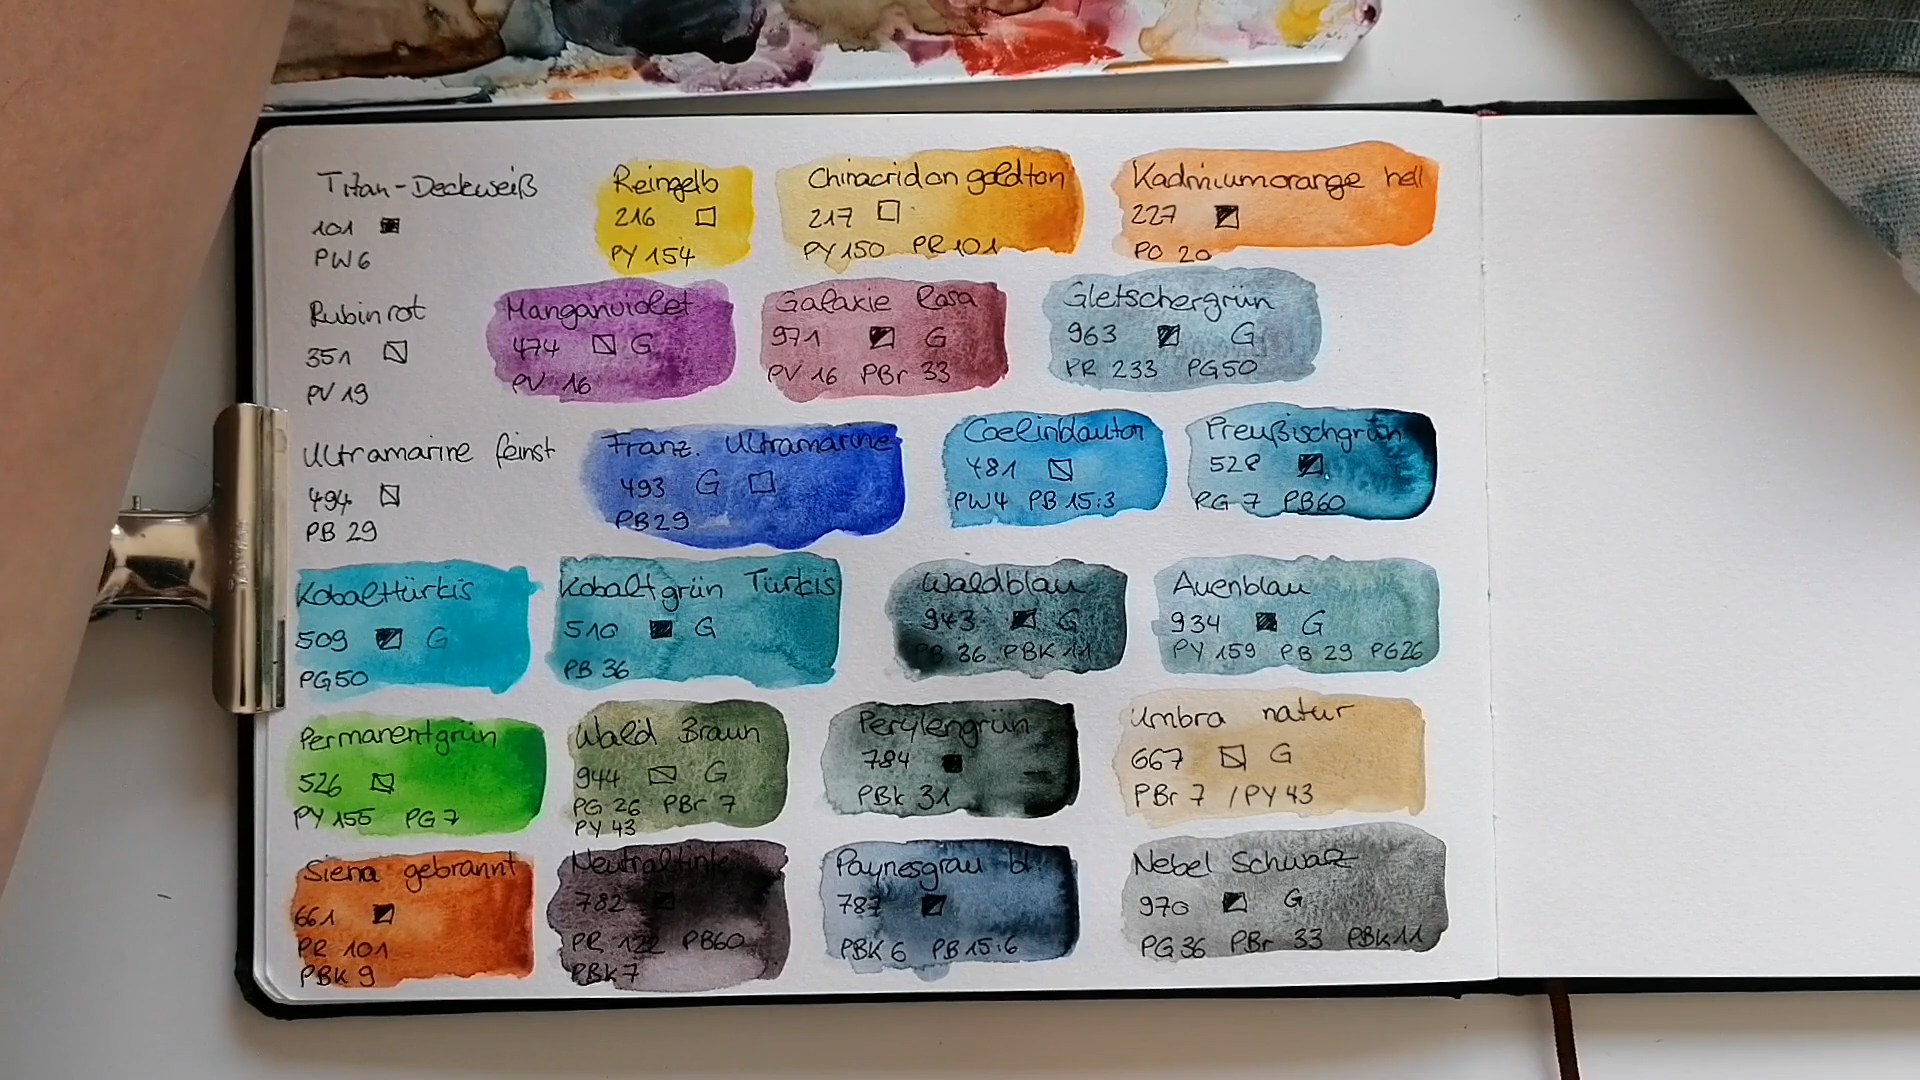 Titan-Deckweiß
101
PW6
Reingelb
216
PY 154
Chinacridon goldton
217
PY 150 PR 101
Kadmiumorange hell
227
PO 20
Rubinrot
351
PV 19
Manganviolet
474 G
PV 16
Galaxie Rosa
971 G
PV 16 PBr 33
Gletschergrün
963 G
PR 233 PG50
Ultramarine feinst
494
PB 29
Franz. Ultramarine
493 G
PB29
Coelinblauton
481
PW4 PB 15:3
Preußischgrün
528
PG 7 PB60
Kobalttürkis
509 G
PG50
Kobaltgrün Türkis
510 G
PB 36
Waldblau
943 G
PB 36 PBK 11
Auenblau
934 G
PY 159 PB 29 PG26
Permanentgrün
526
PY 155 PG 7
Wald Braun
944 G
PG 26 PBr 7
PY 43
Perylengrün
784
PBk 31
Umbra natur
667 G
PBr 7 / PY 43
Siena gebrannt
661
PR 101
PBK 9
Neutraltinte
782
PR 122 PB60
PBK 7
Paynesgrau bl.
787
PBK 6 PB 15:6
Nebel Schwarz
970 G
PG 36 PBr 33 PBk 11